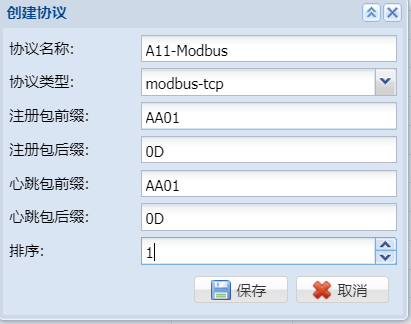 创建协议
协议名称: A11-Modbus
协议类型: modbus-tcp
注册包前缀: AA01
注册包后缀: 0D
心跳包前缀: AA01
心跳包后缀: 0D
排序: 1
保存 取消